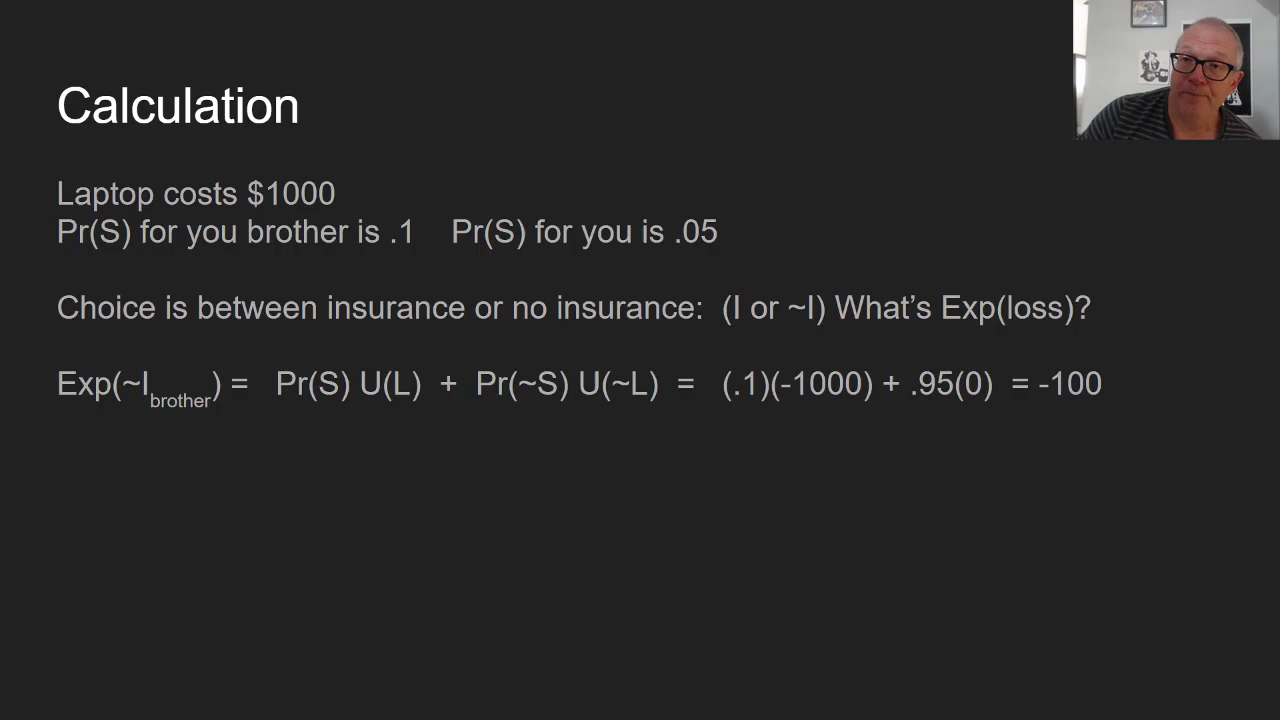 Calculation
Laptop costs $1000
Pr(S) for you brother is .1    Pr(S) for you is .05
Choice is between insurance or no insurance:  (I or ~I) What’s Exp(loss)?
Exp(~Ibrother) =   Pr(S) U(L)  +  Pr(~S) U(~L)  =   (.1)(-1000) + .95(0)  = -100